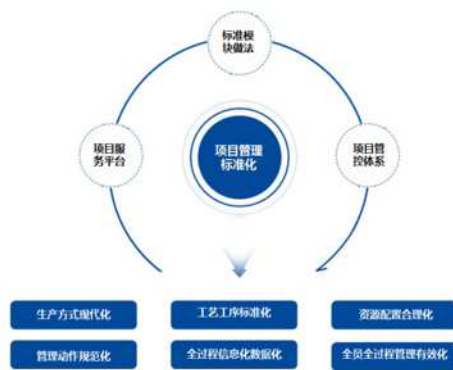 标准模
块做法
项目服
务平台
项目管理
标准化
项目管
控体系
生产方式现代化
工艺工序标准化
资源配置合理化
管理动作规范化
全过程信息化数据化
全员全过程管理有效化